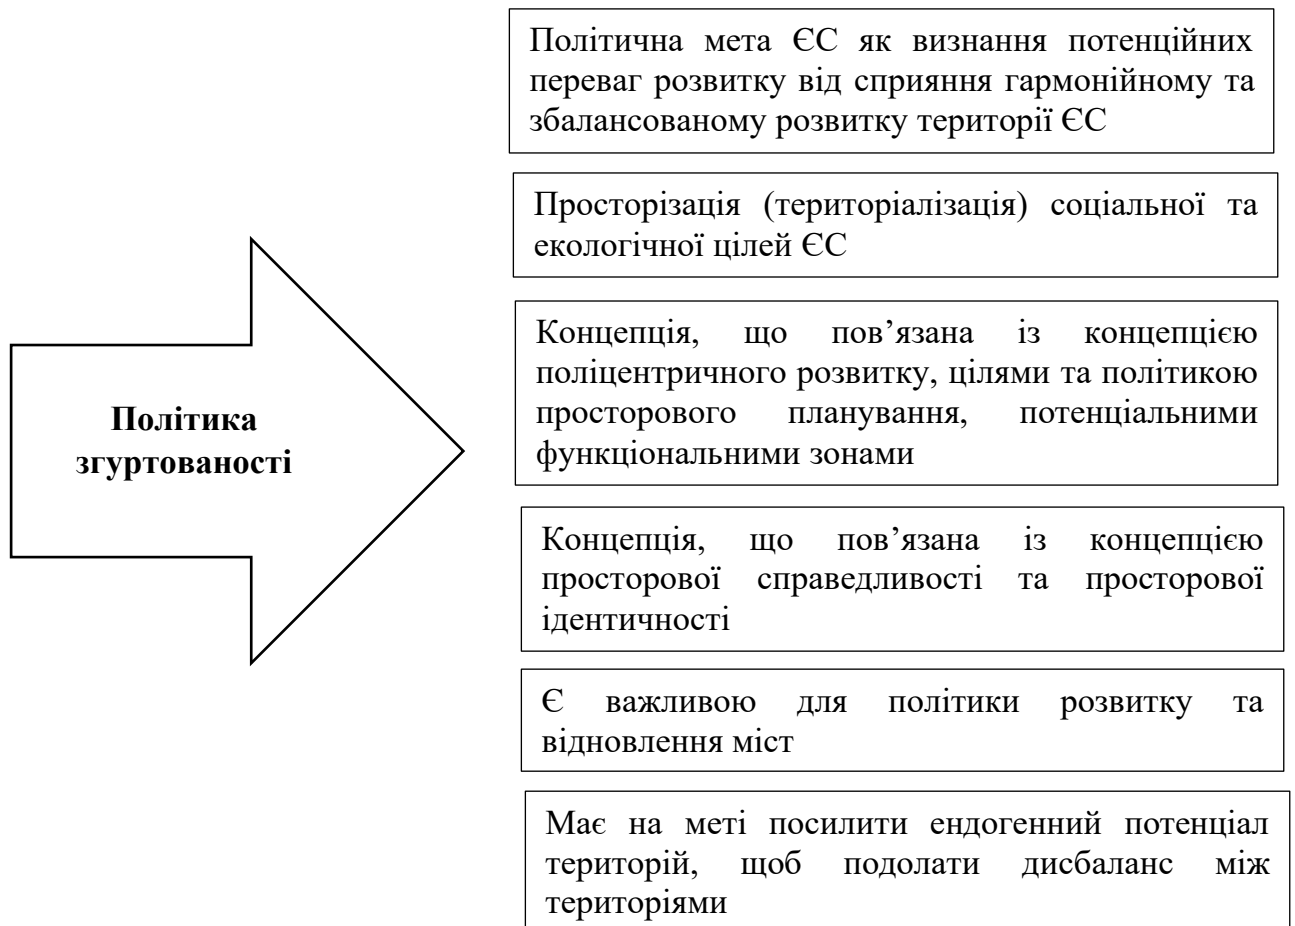 Політична мета ЄС як визнання потенційних
переваг розвитку від сприяння гармонійному та
збалансованому розвитку території ЄС
Просторізація (територіалізація) соціальної та
екологічної цілей ЄС
Концепція, що пов’язана із концепцією
поліцентричного розвитку, цілями та політикою
просторового планування, потенціальними
функціональними зонами
Політика
згуртованості
Концепція, що пов’язана із концепцією
просторової справедливості та просторової
ідентичності
Є важливою для політики розвитку та
відновлення міст
Має на меті посилити ендогенний потенціал
територій, щоб подолати дисбаланс між
територіями